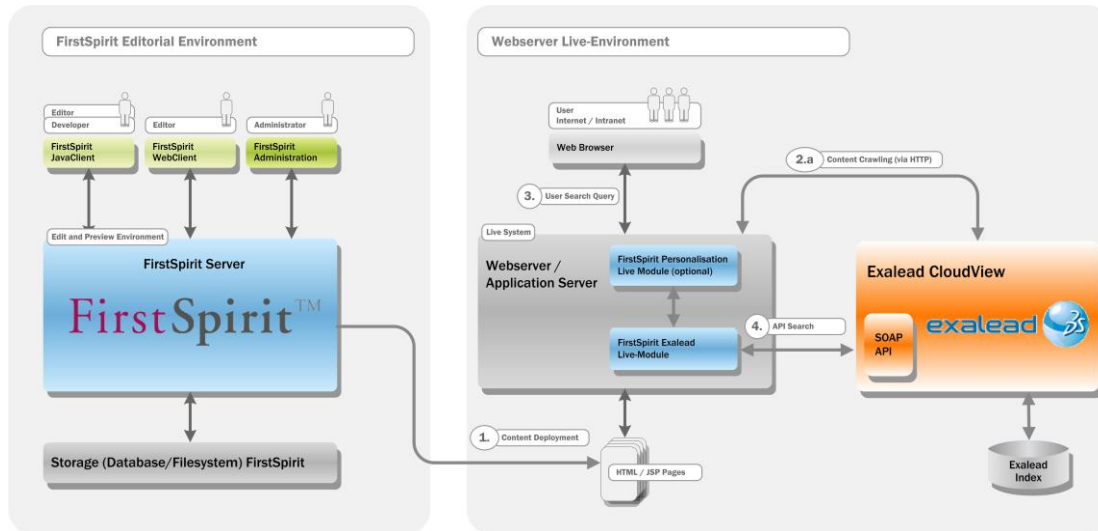 FirstSpirit Editorial Environment
Editor
Developer
FirstSpirit
JavaClient
Editor
FirstSpirit
WebClient
Administrator
FirstSpirit
Administration
Edit and Preview Environment
FirstSpirit Server
FirstSpirit™
Storage (Database/Filesystem) FirstSpirit
Webserver Live-Environment
User
Internet / Intranet
Web Browser
3. User Search Query
2.a Content Crawling (via HTTP)
Live System
Webserver /
Application Server
FirstSpirit Personalisation
Live Module (optional)
FirstSpirit Exalead
Live-Module
4. API Search
Exalead CloudView
exalead
SOAP
API
1. Content Deployment
HTML / JSP Pages
Exalead
Index